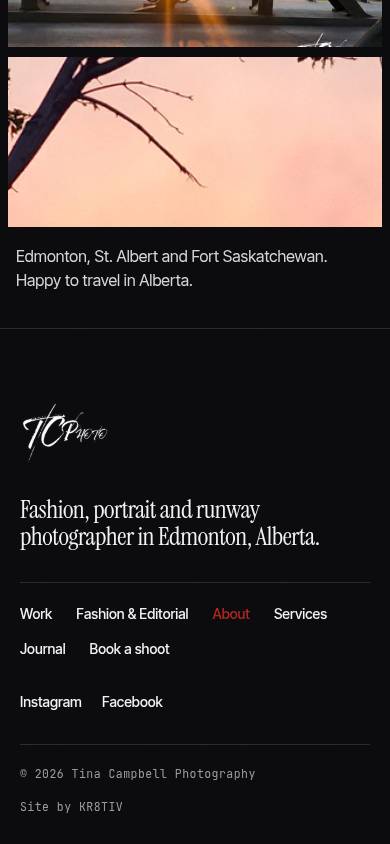 Edmonton, St. Albert and Fort Saskatchewan.
Happy to travel in Alberta.
TCPHOTO
Fashion, portrait and runway
photographer in Edmonton, Alberta.
Work Fashion & Editorial About Services
Journal Book a shoot
Instagram Facebook
© 2026 Tina Campbell Photography
Site by KR8TIV